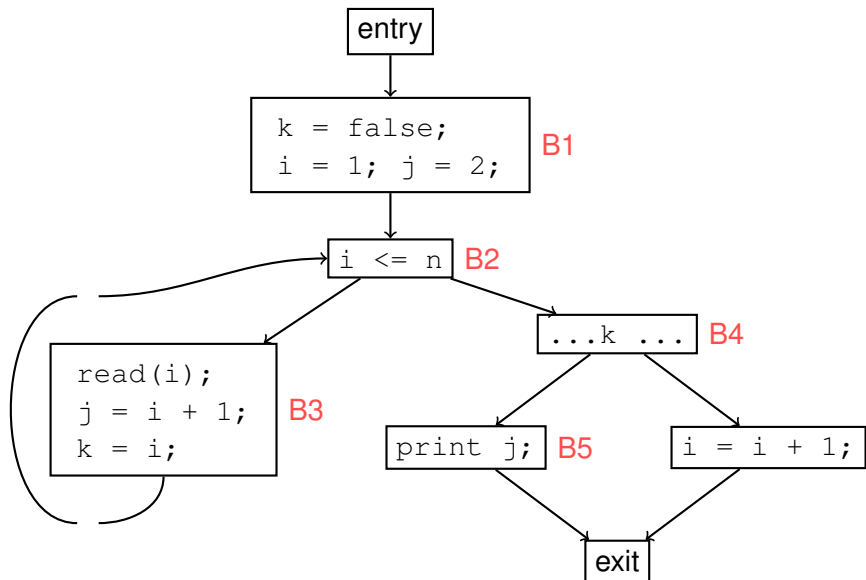 entry
k = false;
i = 1; j = 2;
B1
i <= n
B2
...k ...
B4
read(i);
j = i + 1;
k = i;
B3
print j;
B5
i = i + 1;
exit